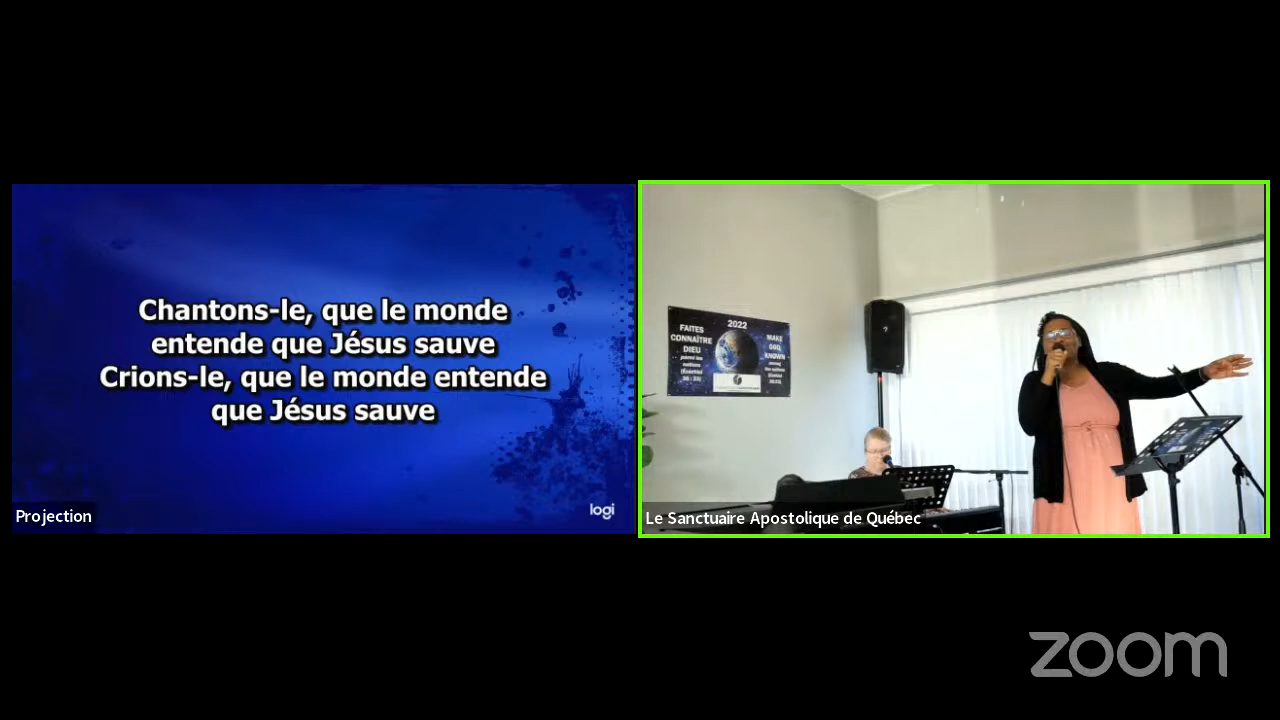 Chantons-le, que le monde
entende que Jésus sauve
Crions-le, que le monde entende
que Jésus sauve
logi
Projection
2022
FAITES
CONNAÎTRE
DIEU
MAKE
GOD
KNOWN
Le Sanctuaire Apostolique de Québec
zoom